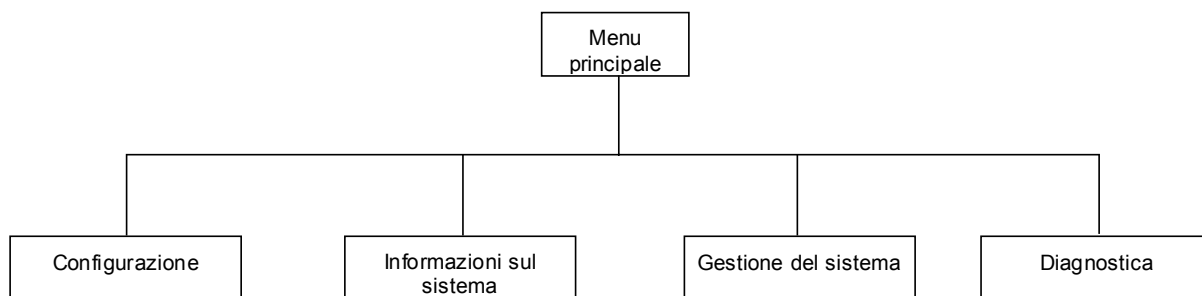 Menu
principale
Configurazione
Informazioni sul
sistema
Gestione del sistema
Diagnostica